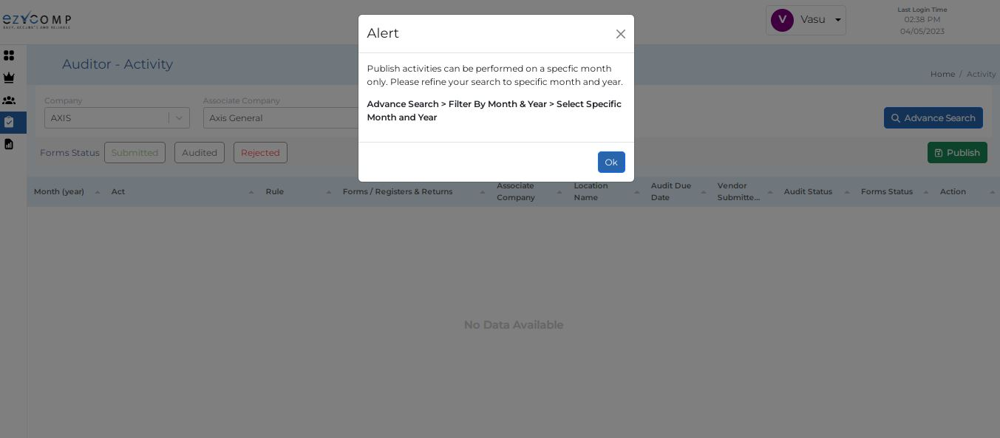 ezycomp
EASY, ACCURATE AND RELIABLE
V Vasu
Last Login Time
02:38 PM
04/05/2023
Alert
Publish activities can be performed on a specfic month
only. Please refine your search to specific month and year.
Advance Search > Filter By Month & Year > Select Specific
Month and Year
Ok
Auditor - Activity
Home / Activity
Company
Associate Company
AXIS
Axis General
Advance Search
Forms Status Submitted Audited Rejected
Publish
Month (year) Act Rule Forms / Registers & Returns Associate Company Location Name Audit Due Date Vendor Submitte... Audit Status Forms Status Action
No Data Available